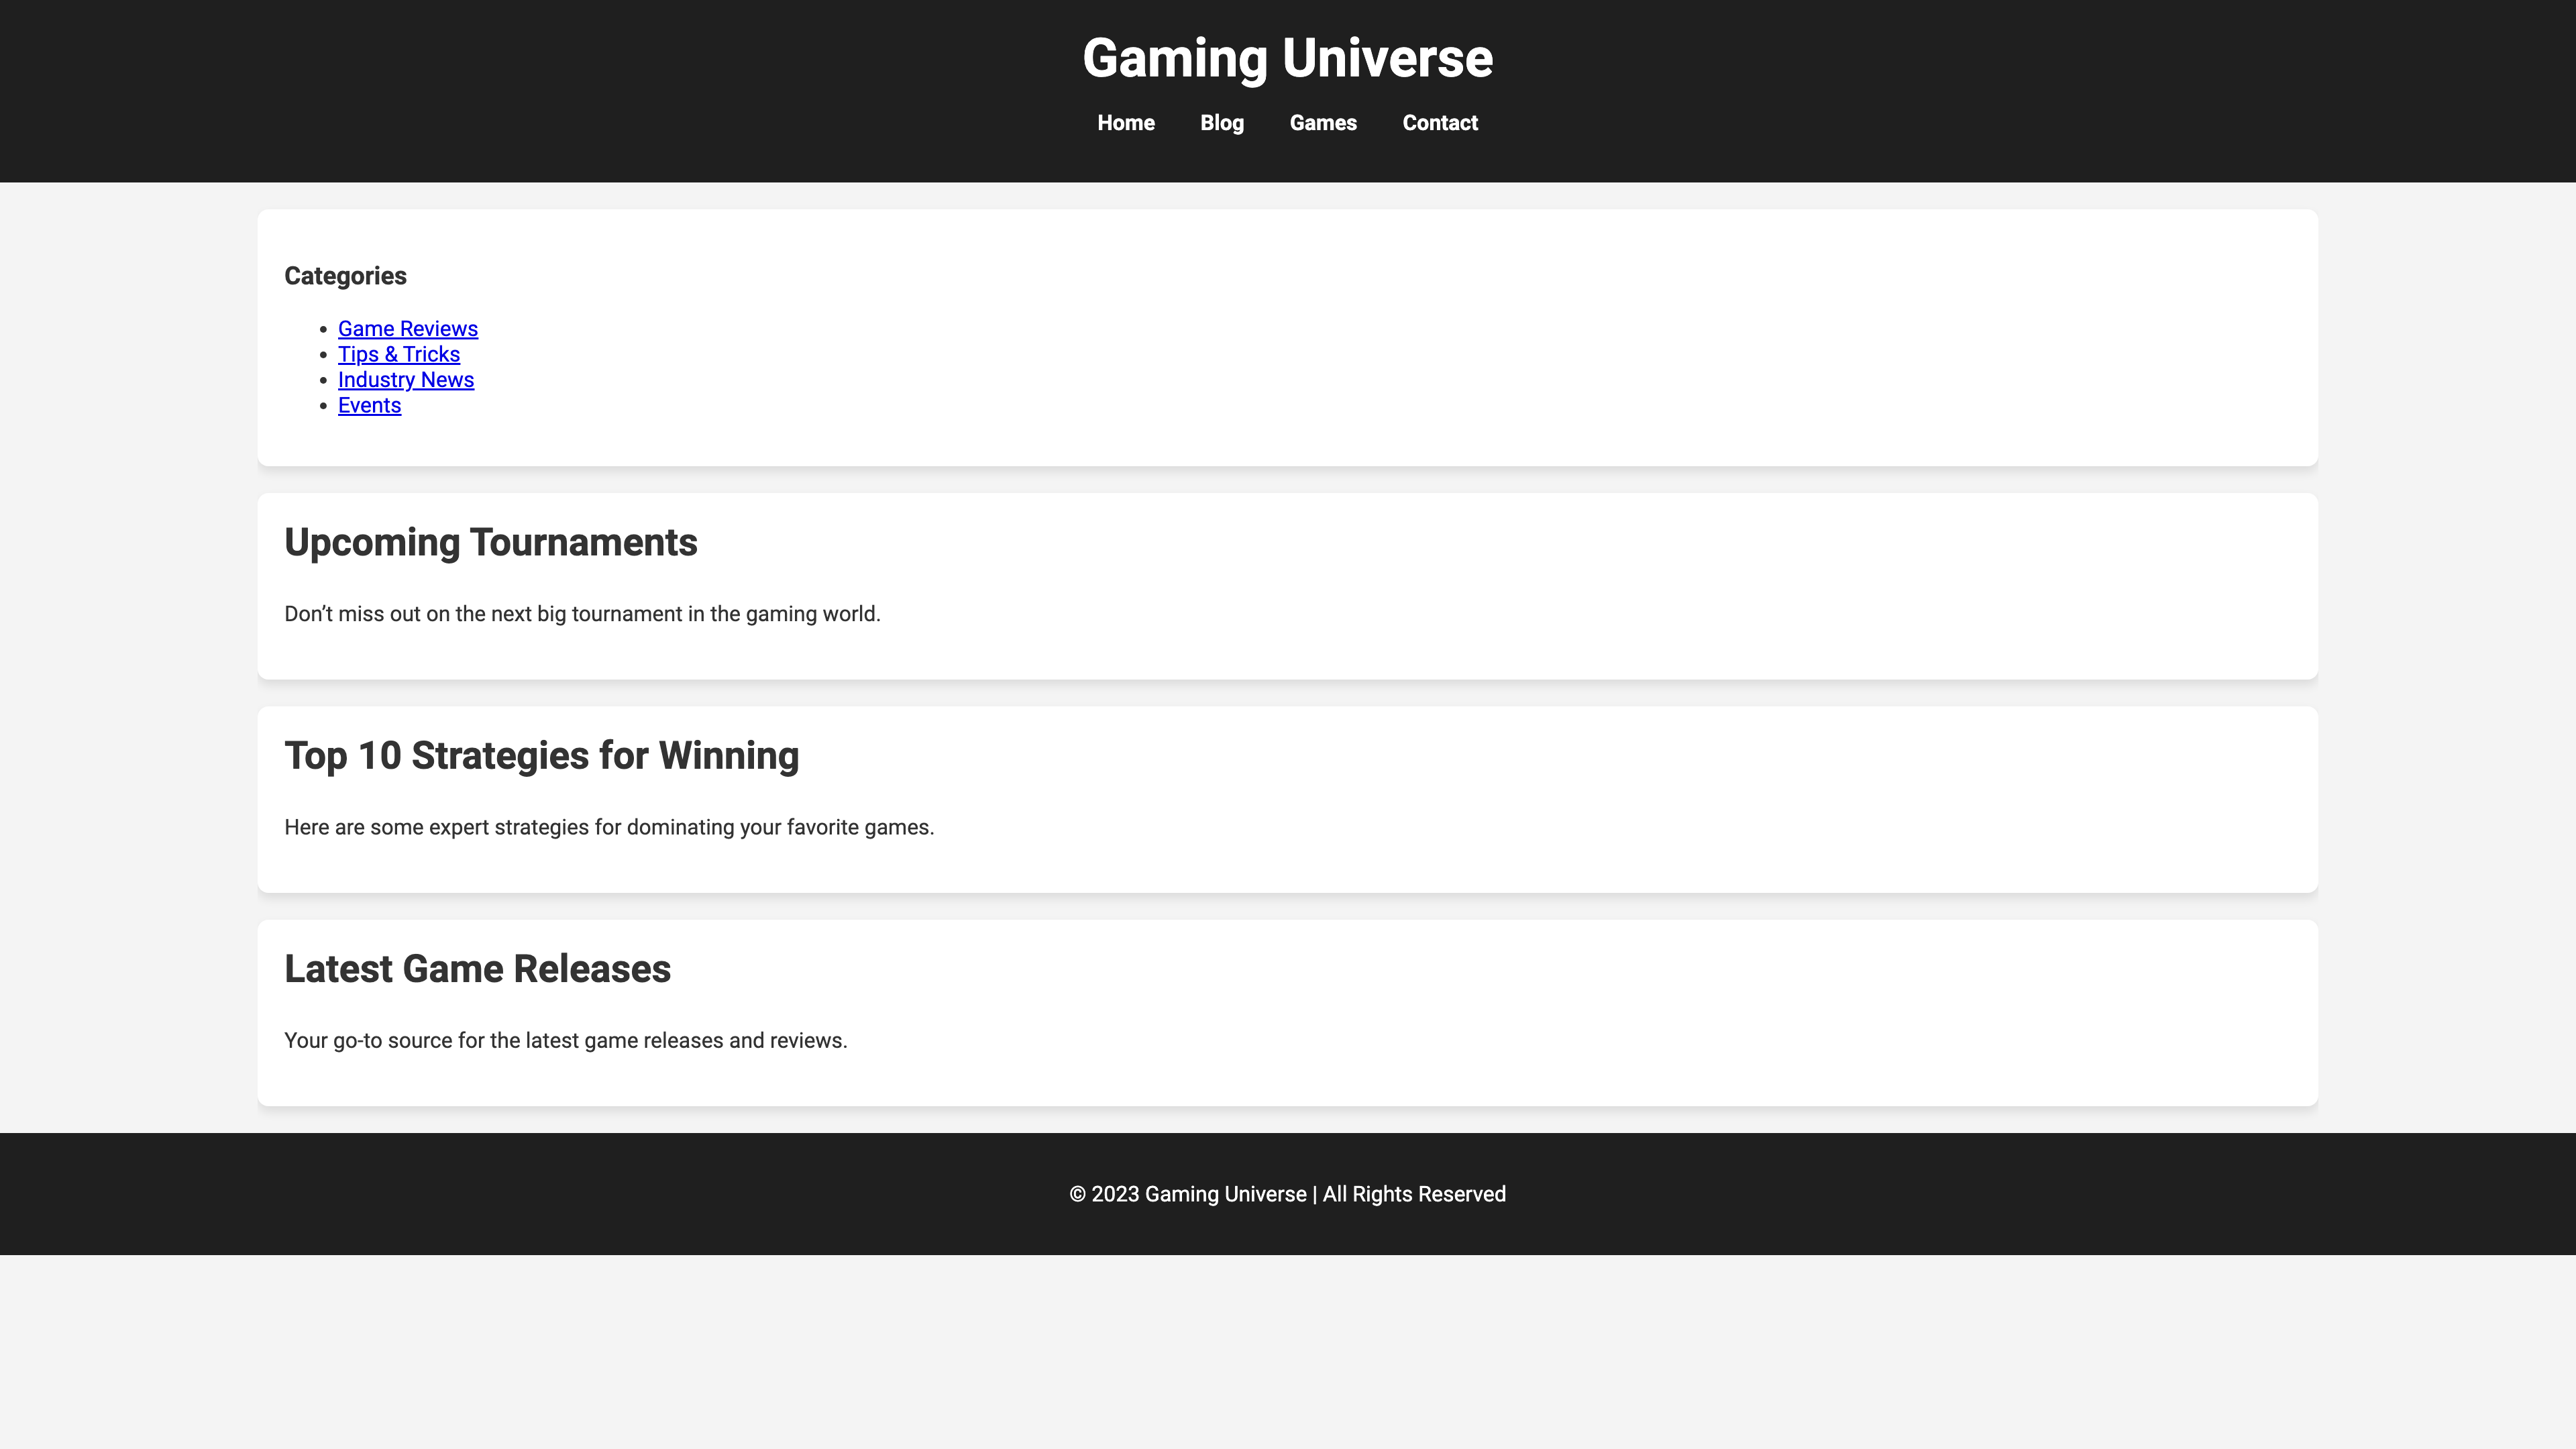 Gaming Universe
Home Blog Games Contact
Categories
• Game Reviews
• Tips & Tricks
• Industry News
• Events
Upcoming Tournaments
Don’t miss out on the next big tournament in the gaming world.
Top 10 Strategies for Winning
Here are some expert strategies for dominating your favorite games.
Latest Game Releases
Your go-to source for the latest game releases and reviews.
© 2023 Gaming Universe | All Rights Reserved